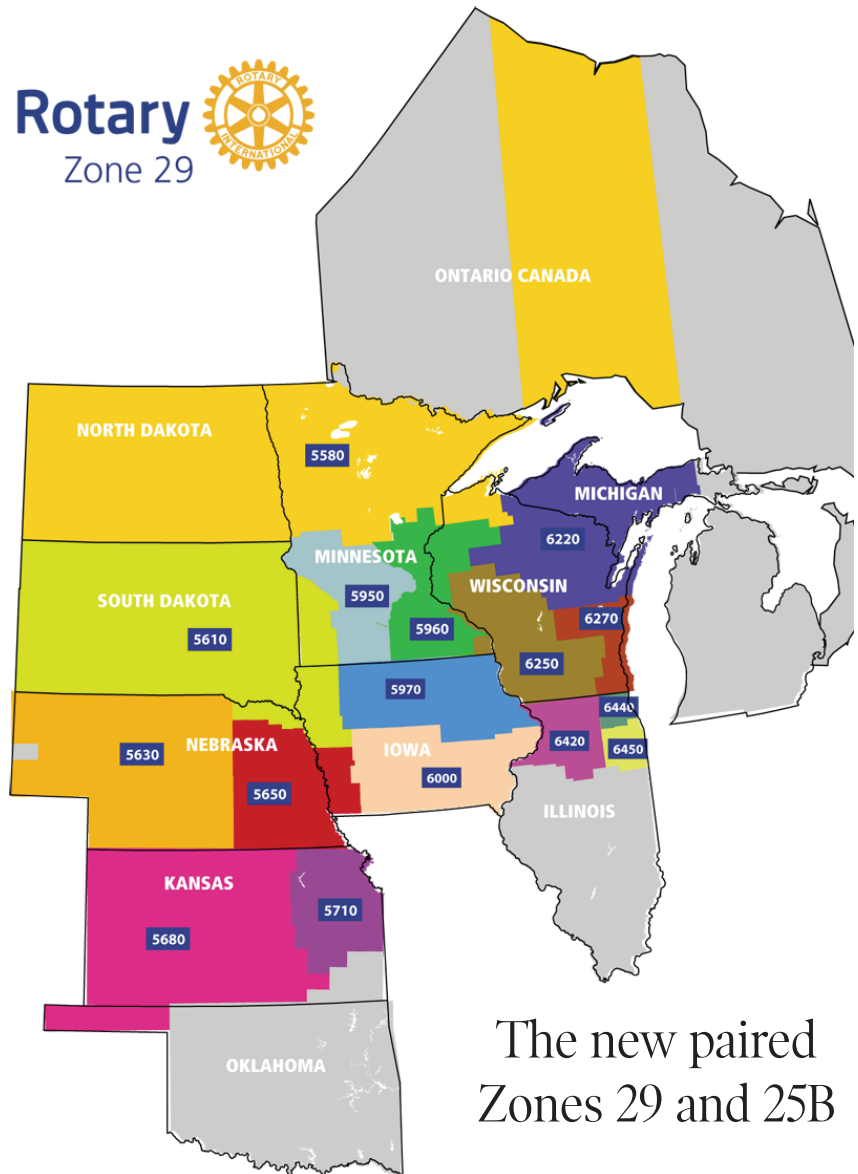 Rotary
Zone 29
ROTARY
INTERNATIONAL
ONTARIO CANADA
NORTH DAKOTA
5580
MICHIGAN
6220
MINNESOTA
WISCONSIN
SOUTH DAKOTA
5950
5610
5960
6270
6250
5970
6440
NEBRASKA
5630
IOWA
6420
6450
6000
5650
ILLINOIS
KANSAS
5710
5680
OKLAHOMA
The new paired
Zones 29 and 25B